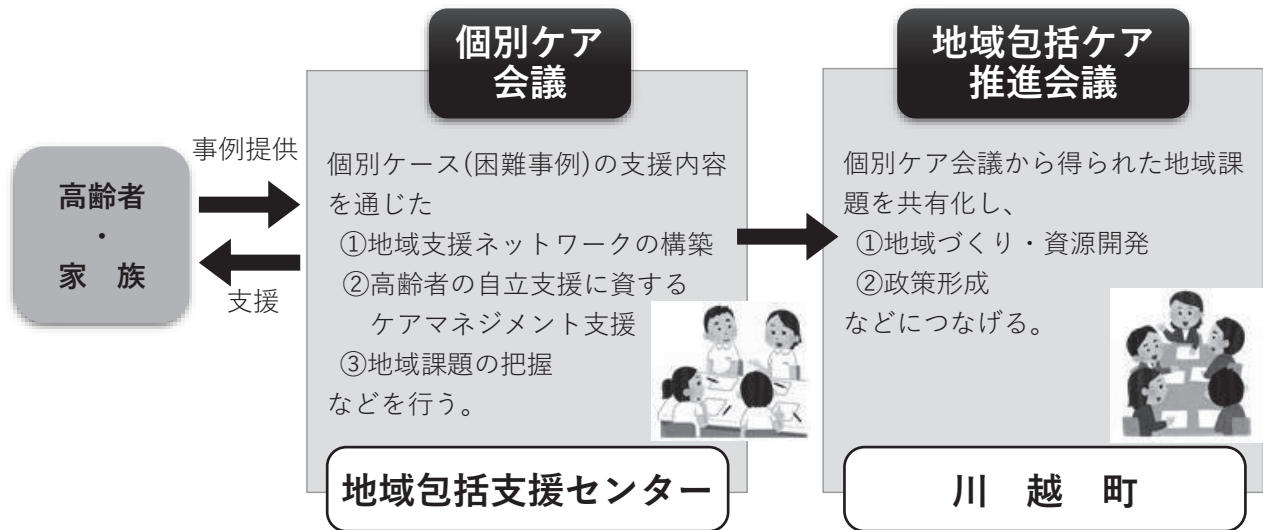 高齢者
・
家　族
事例提供
支援
個別ケア
会議
個別ケース(困難事例)の支援内容
を通じた
①地域支援ネットワークの構築
②高齢者の自立支援に資する
ケアマネジメント支援
③地域課題の把握
などを行う。
地域包括支援センター
地域包括ケア
推進会議
個別ケア会議から得られた地域課
題を共有化し、
①地域づくり・資源開発
②政策形成
などにつなげる。
川　越　町